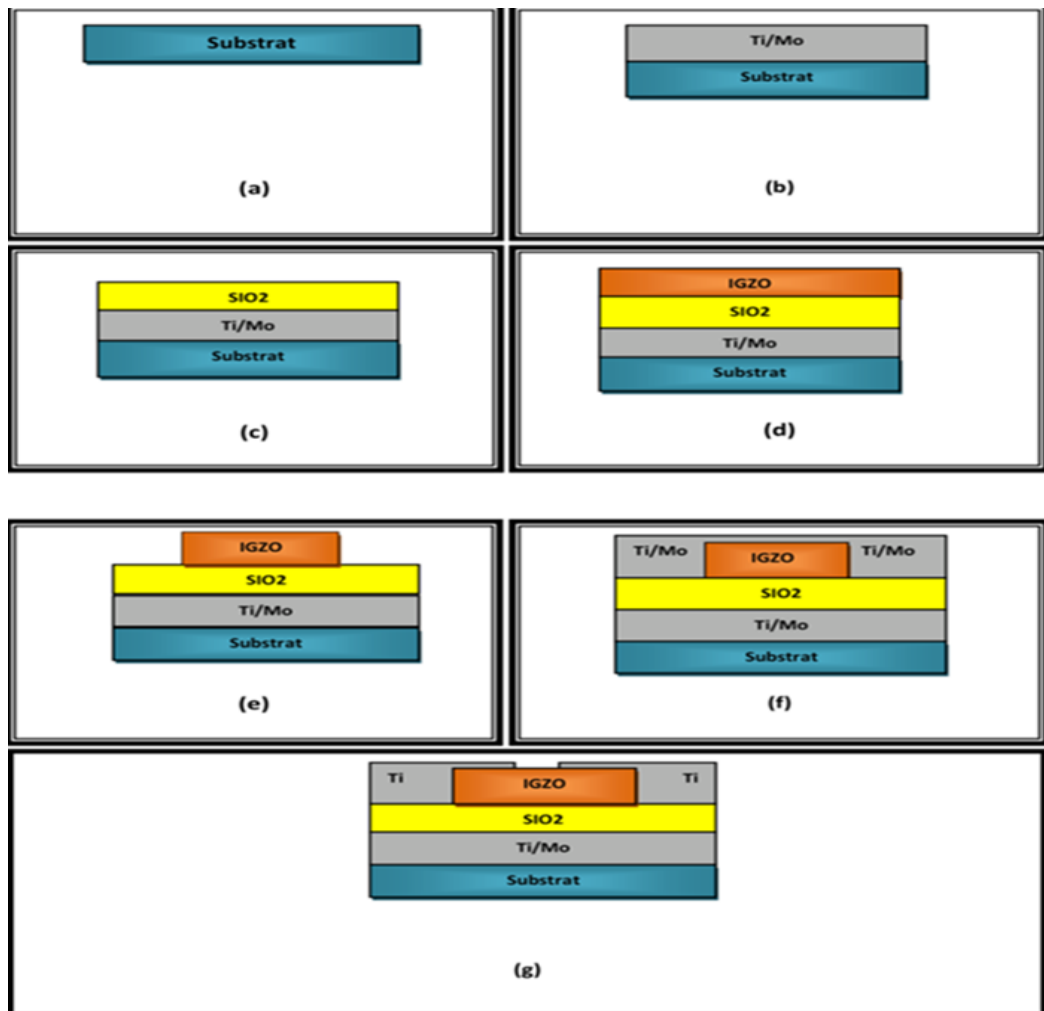 Substrat
(a)
Ti/Mo
Substrat
(b)
SIO2
Ti/Mo
Substrat
(c)
IGZO
SIO2
Ti/Mo
Substrat
(d)
IGZO
SIO2
Ti/Mo
Substrat
(e)
Ti/Mo IGZO Ti/Mo
SIO2
Ti/Mo
Substrat
(f)
Ti IGZO Ti
SIO2
Ti/Mo
Substrat
(g)